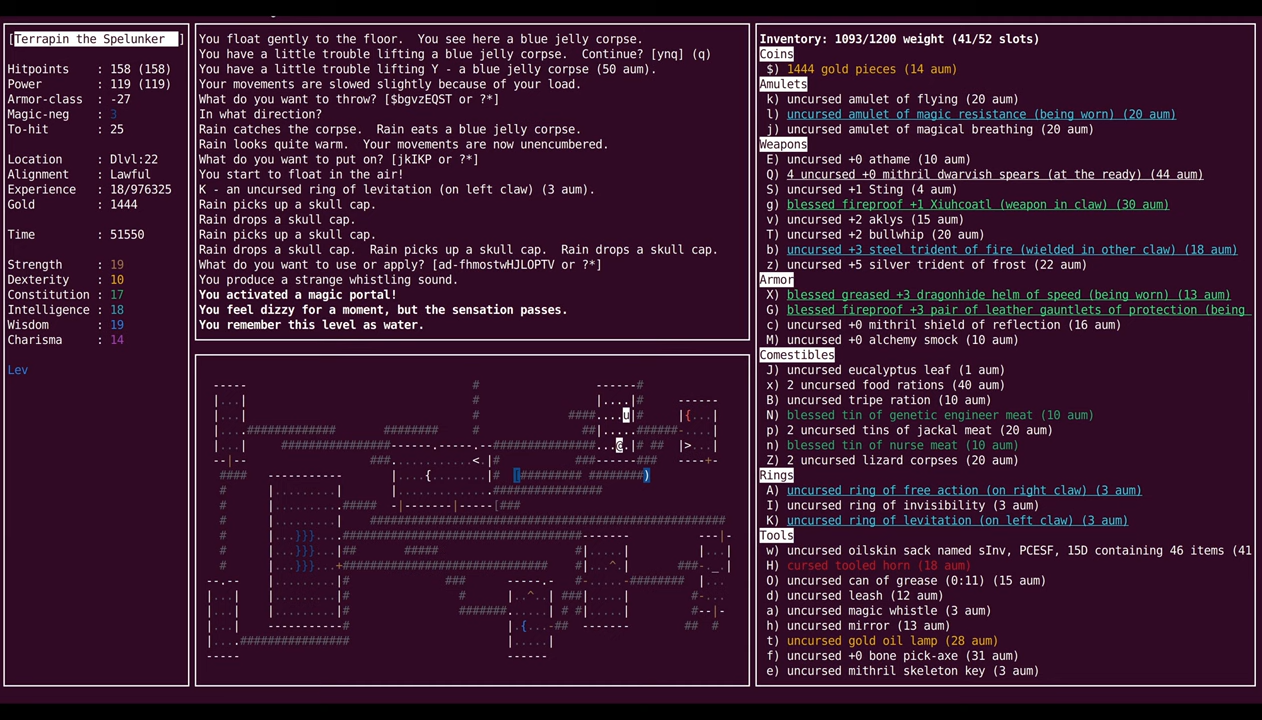 [Terrapin the Spelunker ]
Hitpoints : 158 (158)
Power : 119 (119)
Armor-class : -27
Magic-neg : 3
To-hit : 25
Location : Dlvl:22
Alignment : Lawful
Experience : 18/976325
Gold : 1444
Time : 51550
Strength : 19
Dexterity : 10
Constitution : 17
Intelligence : 18
Wisdom : 19
Charisma : 14
Lev
You float gently to the floor. You see here a blue jelly corpse.
You have a little trouble lifting a blue jelly corpse. Continue? [ynq] (q)
You have a little trouble lifting Y - a blue jelly corpse (50 aum).
Your movements are slowed slightly because of your load.
What do you want to throw? [$bgvzEQST or ?*]
In what direction?
Rain catches the corpse. Rain eats a blue jelly corpse.
Rain looks quite warm. Your movements are now unencumbered.
What do you want to put on? [jkIKP or ?*]
You start to float in the air!
K - an uncursed ring of levitation (on left claw) (3 aum).
Rain picks up a skull cap.
Rain drops a skull cap.
Rain picks up a skull cap.
Rain drops a skull cap. Rain picks up a skull cap. Rain drops a skull cap.
What do you want to use or apply? [ad-fhmostwHJLOPTV or ?*]
You produce a strange whistling sound.
You activated a magic portal!
You feel dizzy for a moment, but the sensation passes.
You remember this level as water.
Inventory: 1093/1200 weight (41/52 slots)
Coins
$) 1444 gold pieces (14 aum)
Amulets
k) uncursed amulet of flying (20 aum)
l) uncursed amulet of magic resistance (being worn) (20 aum)
j) uncursed amulet of magical breathing (20 aum)
Weapons
E) uncursed +0 athame (10 aum)
Q) 4 uncursed +0 mithril dwarvish spears (at the ready) (44 aum)
S) uncursed +1 Sting (4 aum)
g) blessed fireproof +1 Xiuhcoatl (weapon in claw) (30 aum)
v) uncursed +2 aklys (15 aum)
T) uncursed +2 bullwhip (20 aum)
b) uncursed +3 steel trident of fire (wielded in other claw) (18 aum)
z) uncursed +5 silver trident of frost (22 aum)
Armor
X) blessed greased +3 dragonhide helm of speed (being worn) (13 aum)
G) blessed fireproof +3 pair of leather gauntlets of protection (being
c) uncursed +0 mithril shield of reflection (16 aum)
M) uncursed +0 alchemy smock (10 aum)
Comestibles
J) uncursed eucalyptus leaf (1 aum)
x) 2 uncursed food rations (40 aum)
B) uncursed tripe ration (10 aum)
N) blessed tin of genetic engineer meat (10 aum)
p) 2 uncursed tins of jackal meat (20 aum)
n) blessed tin of nurse meat (10 aum)
Z) 2 uncursed lizard corpses (20 aum)
Rings
A) uncursed ring of free action (on right claw) (3 aum)
I) uncursed ring of invisibility (3 aum)
K) uncursed ring of levitation (on left claw) (3 aum)
Tools
w) uncursed oilskin sack named sInv, PCESF, 15D containing 46 items (41
H) cursed tooled horn (18 aum)
O) uncursed can of grease (0:11) (15 aum)
d) uncursed leash (12 aum)
a) uncursed magic whistle (3 aum)
h) uncursed mirror (13 aum)
t) uncursed gold oil lamp (28 aum)
f) uncursed +0 bone pick-axe (31 aum)
e) uncursed mithril skeleton key (3 aum)